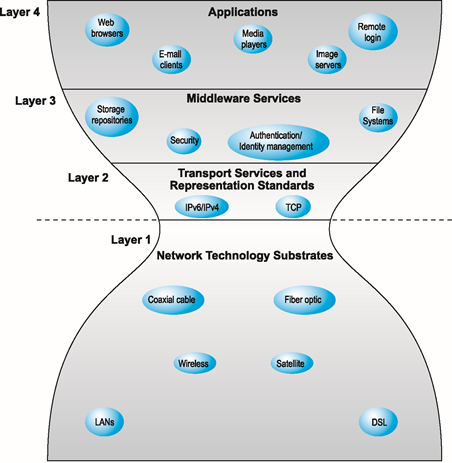 Layer 4
Applications
Web
browsers
E-mail
clients
Media
players
Image
servers
Remote
login
Layer 3
Middleware Services
Storage
repositories
Security
Authentication/
Identity management
File
Systems
Layer 2
Transport Services and
Representation Standards
IPv6/IPv4
TCP
Layer 1
Network Technology Substrates
Coaxial cable
Fiber optic
Wireless
Satellite
LANs
DSL